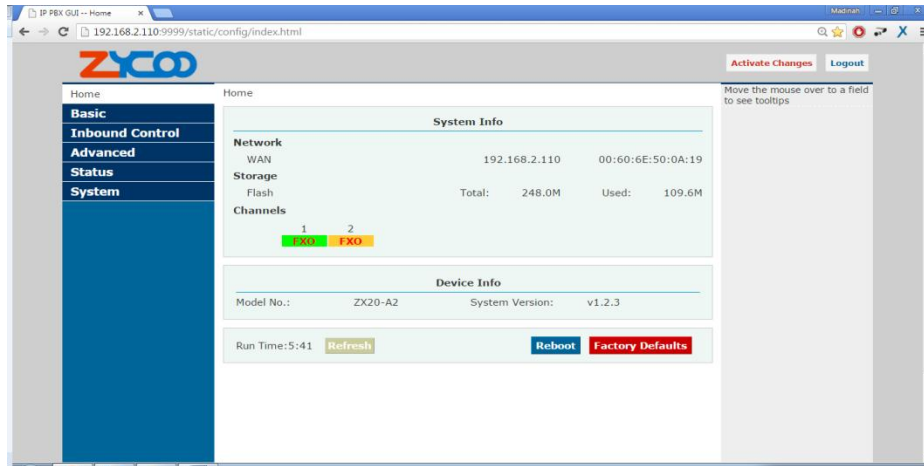 IP PBX GUI -- Home
Madinah
192.168.2.110:9999/static/config/index.html
ZYCOO
Activate Changes Logout
Home
Basic
Inbound Control
Advanced
Status
System
Home
System Info
Network
WAN 192.168.2.110 00:60:6E:50:0A:19
Storage
Flash Total: 248.0M Used: 109.6M
Channels
1 2
FXO FXO
Device Info
Model No.: ZX20-A2 System Version: v1.2.3
Run Time:5:41 Refresh Reboot Factory Defaults
Move the mouse over to a field
to see tooltips